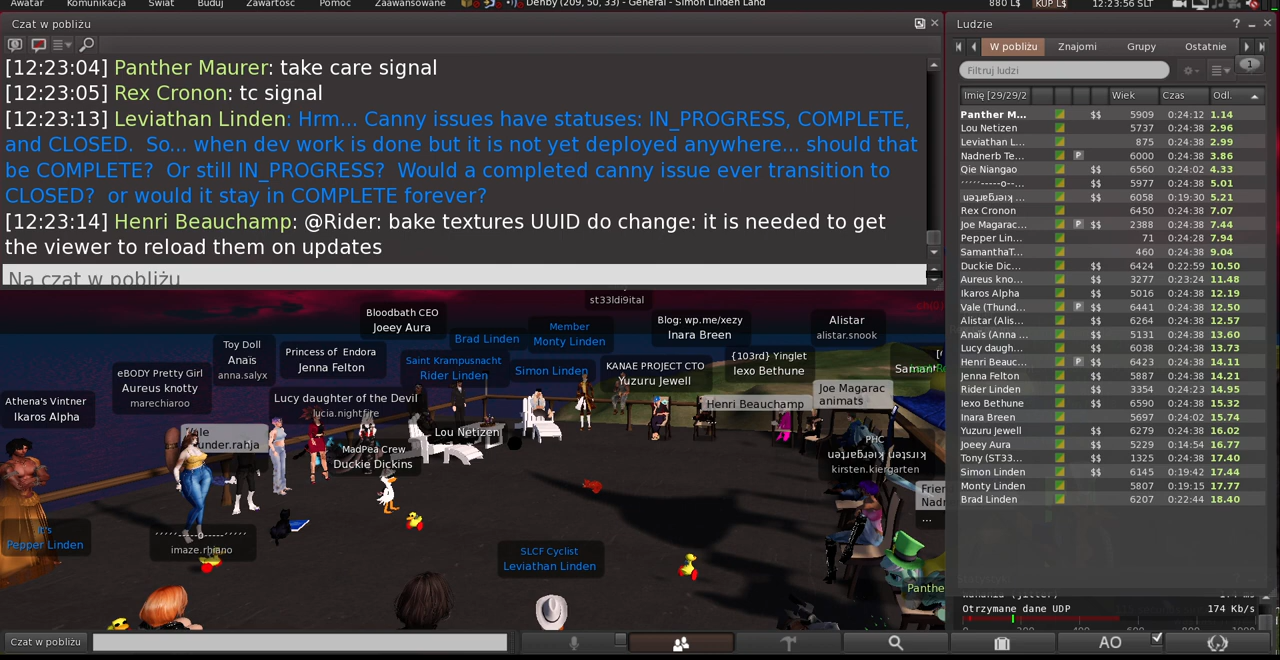 Awatar Komunikacja Świat Buduj Zawartość Pomoc Zaawansowane Denby (209, 50, 33) - General - Simon Linden Land 880 L$ KUP L$ 12:23:56 SLT
Czat w pobliżu
[12:23:04] Panther Maurer: take care signal
[12:23:05] Rex Cronon: tc signal
[12:23:13] Leviathan Linden: Hrm... Canny issues have statuses: IN_PROGRESS, COMPLETE,
and CLOSED. So... when dev work is done but it is not yet deployed anywhere... should that
be COMPLETE? Or still IN_PROGRESS? Would a completed canny issue ever transition to
CLOSED? or would it stay in COMPLETE forever?
[12:23:14] Henri Beauchamp: @Rider: bake textures UUID do change: it is needed to get
the viewer to reload them on updates
Na czat w pobliżu
st33ldi9ital
Bloodbath CEO
Joeey Aura
Brad Linden
Member
Monty Linden
Blog: wp.me/xezy
Inara Breen
Alistar
alistar.snook
Toy Doll
Anais
anna.salyx
Princess of Endora
Jenna Felton
Saint Krampusnacht
Rider Linden
Simon Linden
KANAE PROJECT CTO
Yuzuru Jewell
{103rd} Yinglet
Iexo Bethune
eBODY Pretty Girl
Aureus knotty
marechiaroo
Athena's Vintner
Ikaros Alpha
Lucy daughter of the Devil
lucia.nightfire
Henri Beauchamp
Joe Magarac
animats
Lou Netizen
MadPea Crew
Duckie Dickins
PHC
kirsten.kiergarten
Pepper Linden
´´´´´-----o-----´´´´´
imaze.rhiano
SLCF Cyclist
Leviathan Linden
Panthe
Czat w pobliżu
Ludzie
W pobliżu Znajomi Grupy Ostatnie
Filtruj ludzi
1
Imię [29/29/2 Wiek Czas Odl.
Panther M... $$ 5909 0:24:12 1.14
Lou Netizen 5737 0:24:38 2.96
Leviathan L... 875 0:24:38 2.99
Nadnerb Te... P 6000 0:24:38 3.86
Qie Niangao $$ 6560 0:24:02 4.33
´´´´´-----o--... $$ 5977 0:24:38 5.01
$$ 6058 0:19:30 5.21
Rex Cronon 6450 0:24:38 7.07
Joe Magarac... P $$ 2388 0:24:38 7.44
Pepper Lin... 71 0:24:28 7.94
SamanthaT... 460 0:24:38 9.04
Duckie Dic... $$ 6424 0:22:59 10.50
Aureus kno... $$ 3277 0:23:24 11.48
Ikaros Alpha $$ 5016 0:24:38 12.19
Vale (Thund... P $$ 6441 0:24:38 12.50
Alistar (Alis... $$ 6264 0:24:38 12.57
Anais (Anna ... $$ 5131 0:24:38 13.60
Lucy daugh... $$ 6038 0:24:38 13.73
Henri Beauc... P $$ 6423 0:24:38 14.11
Jenna Felton $$ 5887 0:24:38 14.21
Rider Linden $$ 3354 0:24:23 14.95
Iexo Bethune $$ 6590 0:24:38 15.32
Inara Breen 5697 0:24:02 15.74
Yuzuru Jewell $$ 6279 0:24:38 16.02
Joeey Aura $$ 5229 0:14:54 16.77
Tony (ST33... $$ 1325 0:24:38 17.40
Simon Linden $$ 6145 0:19:42 17.44
Monty Linden 5807 0:19:15 17.77
Brad Linden 6207 0:22:44 18.40
Otrzymane dane UDP 174 Kb/s
AO